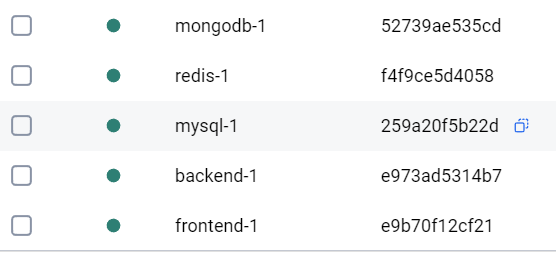 mongodb-1 52739ae535cd
redis-1 f4f9ce5d4058
mysql-1 259a20f5b22d
backend-1 e973ad5314b7
frontend-1 e9b70f12cf21